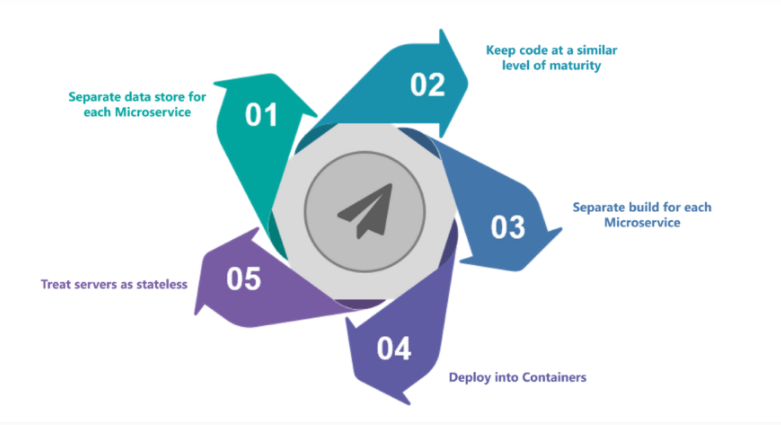 01
Separate data store for
each Microservice
02
Keep code at a similar
level of maturity
03
Separate build for each
Microservice
04
Deploy into Containers
05
Treat servers as stateless